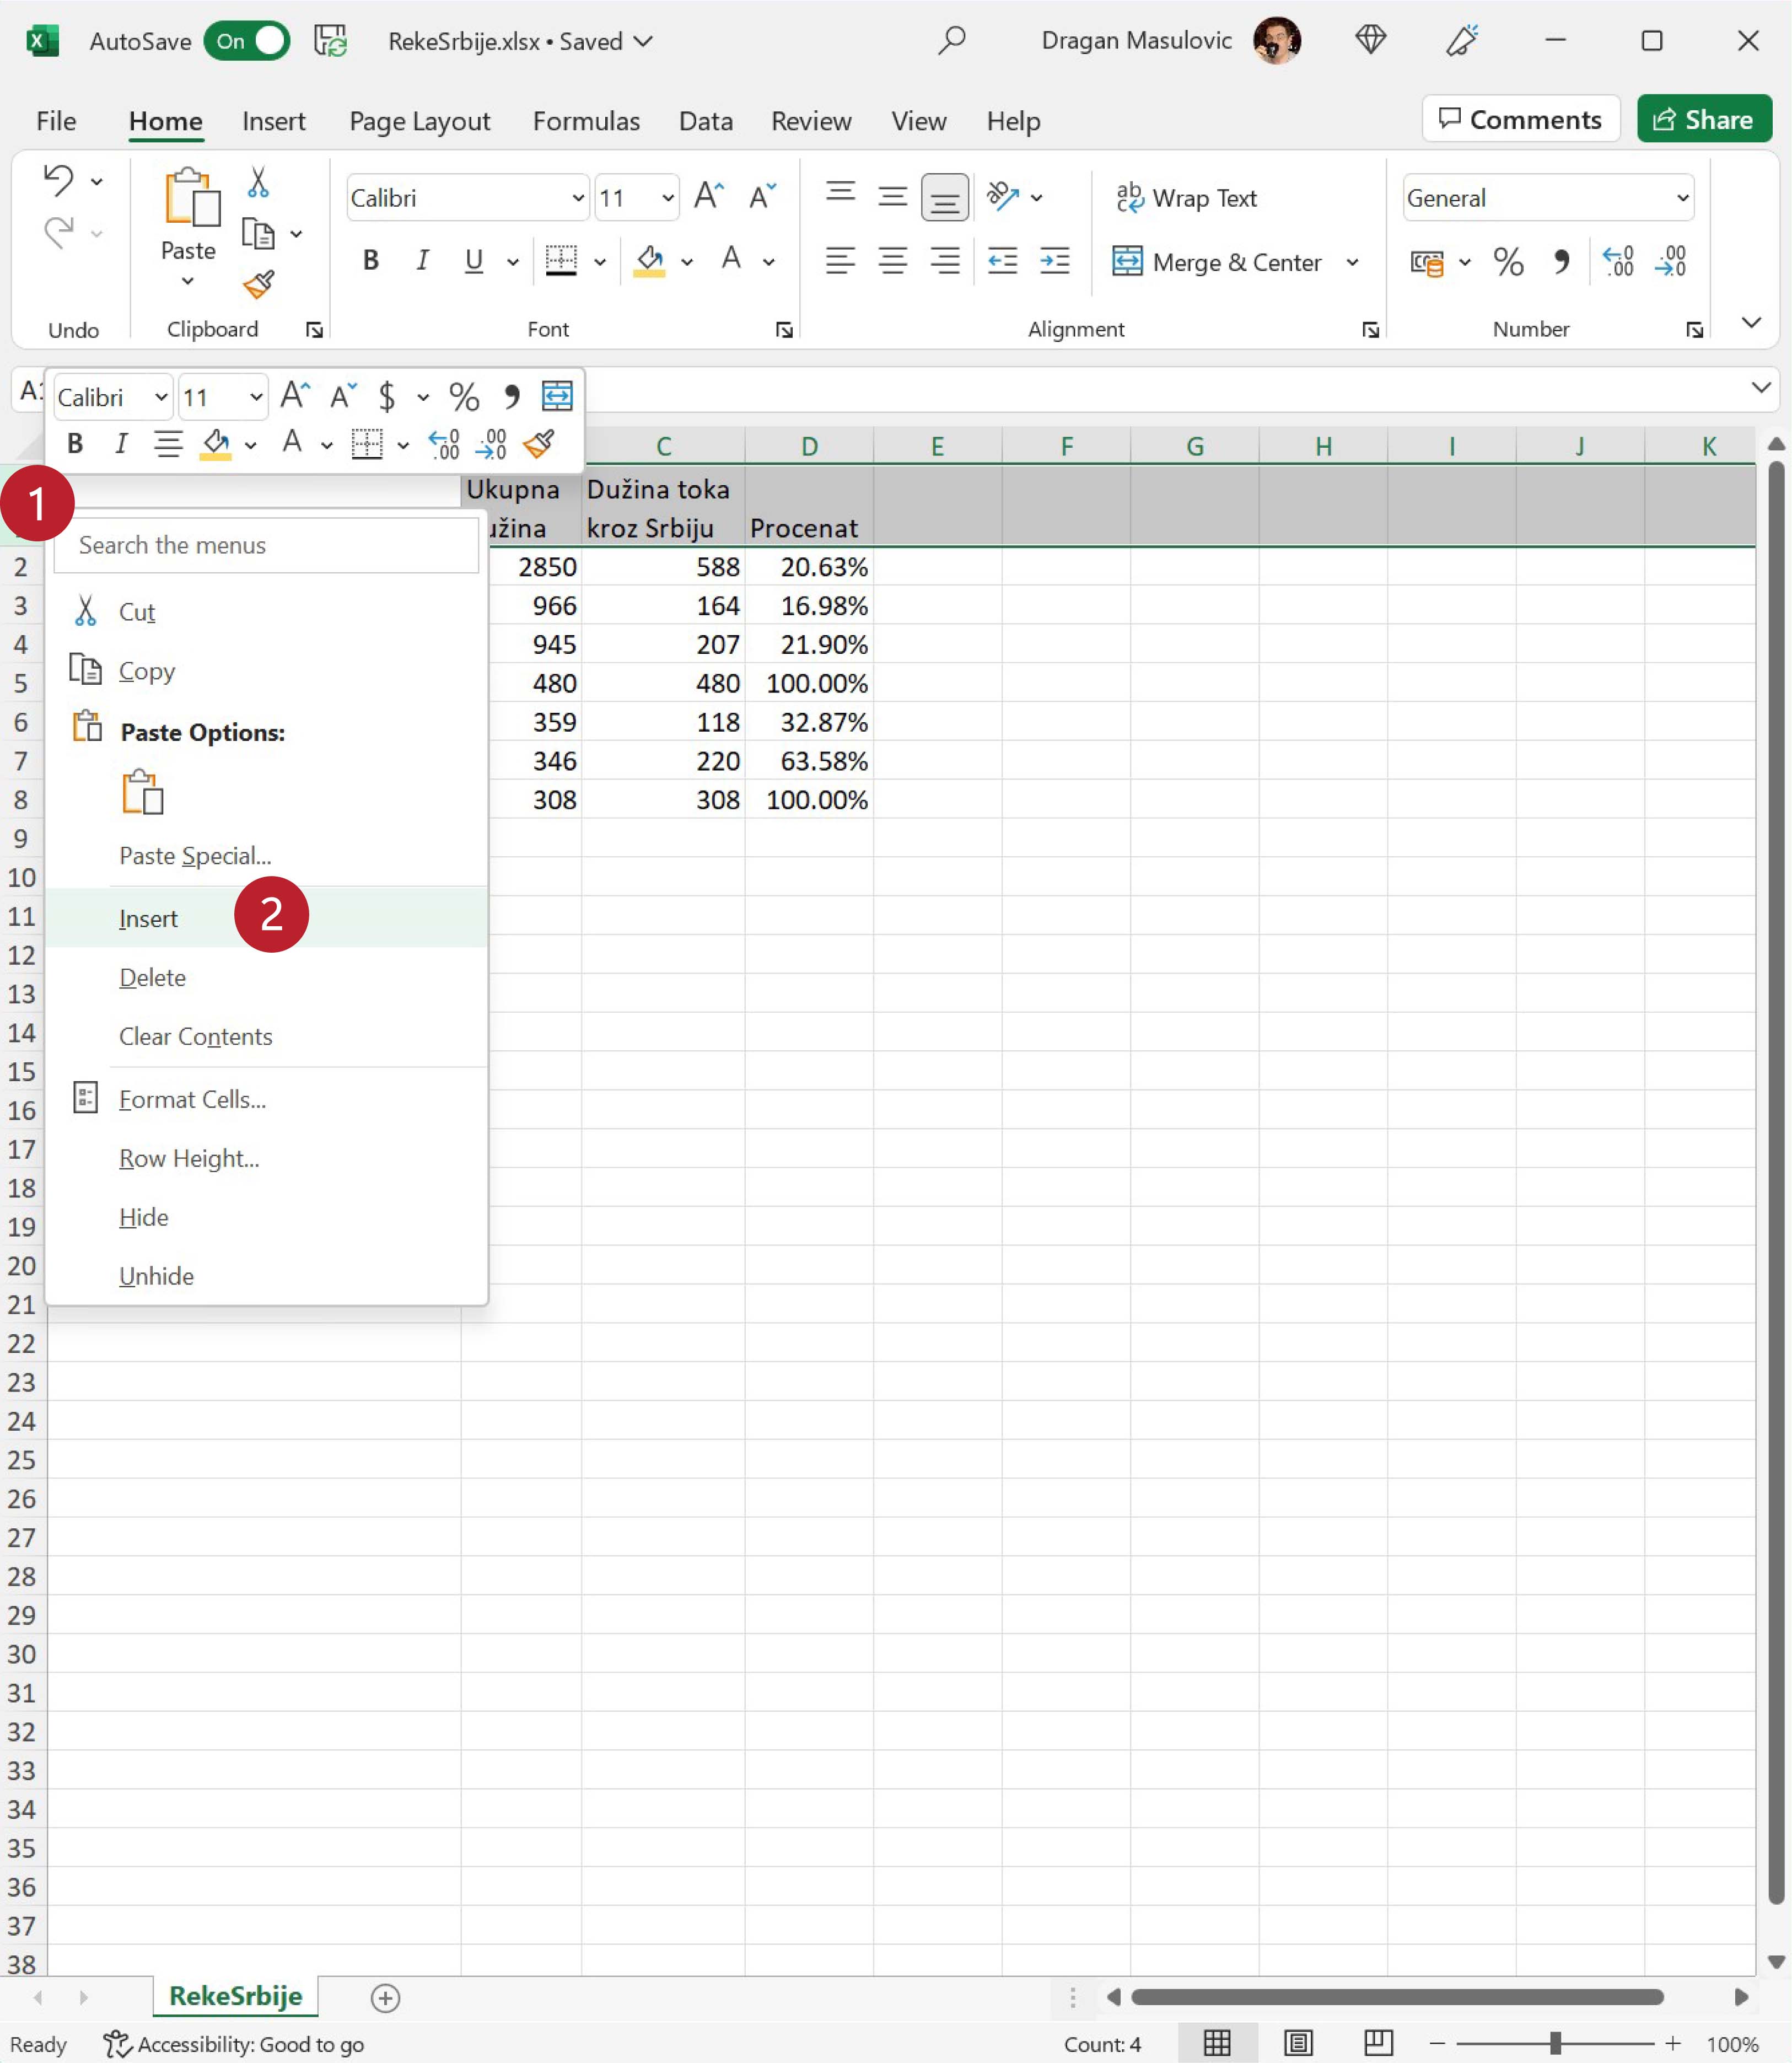 AutoSave On RekeSrbije.xlsx • Saved Dragan Masulovic
File Home Insert Page Layout Formulas Data Review View Help Comments Share
Calibri 11 Wrap Text General
Paste B I U A Merge & Center % 
Undo Clipboard Font Alignment Number
Calibri 11 $ %
B I A
C D E F G H I J K
1
Ukupna Dužina toka
kroz Srbiju Procenat
Search the menus
2 2850 588 20.63%
3 966 164 16.98%
4 945 207 21.90%
5 480 480 100.00%
6 359 118 32.87%
7 346 220 63.58%
8 308 308 100.00%
9
10
11
12
13
14
15
16
17
18
19
20
21
22
23
24
25
26
27
28
29
30
31
32
33
34
35
36
37
38
Cut
Copy
Paste Options:
Paste Special...
Insert 2
Delete
Clear Contents
Format Cells...
Row Height...
Hide
Unhide
RekeSrbije
Ready Accessibility: Good to go Count: 4 100%